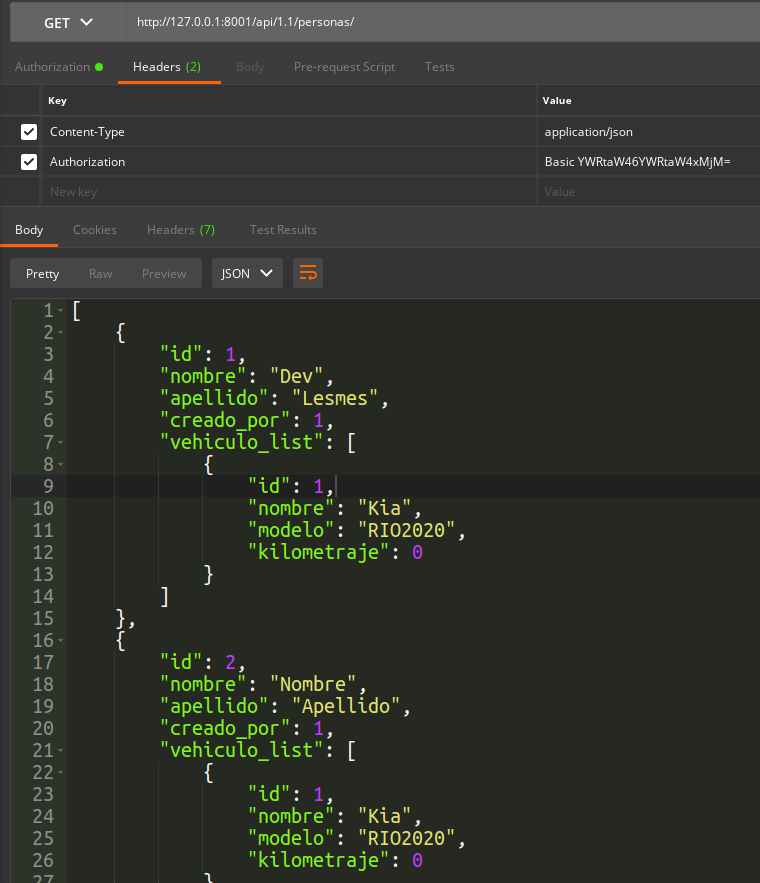 GET http://127.0.0.1:8001/api/1.1/personas/
Authorization Headers (2) Body Pre-request Script Tests
Key Value
Content-Type application/json
Authorization Basic YWRtaW46YWRtaW4xMjM=
New key Value
Body Cookies Headers (7) Test Results
Pretty Raw Preview JSON
1 [
2 {
3 "id": 1,
4 "nombre": "Dev",
5 "apellido": "Lesmes",
6 "creado_por": 1,
7 "vehiculo_list": [
8 {
9 "id": 1,
10 "nombre": "Kia",
11 "modelo": "RIO2020",
12 "kilometraje": 0
13 }
14 ]
15 },
16 {
17 "id": 2,
18 "nombre": "Nombre",
19 "apellido": "Apellido",
20 "creado_por": 1,
21 "vehiculo_list": [
22 {
23 "id": 1,
24 "nombre": "Kia",
25 "modelo": "RIO2020",
26 "kilometraje": 0
27 }